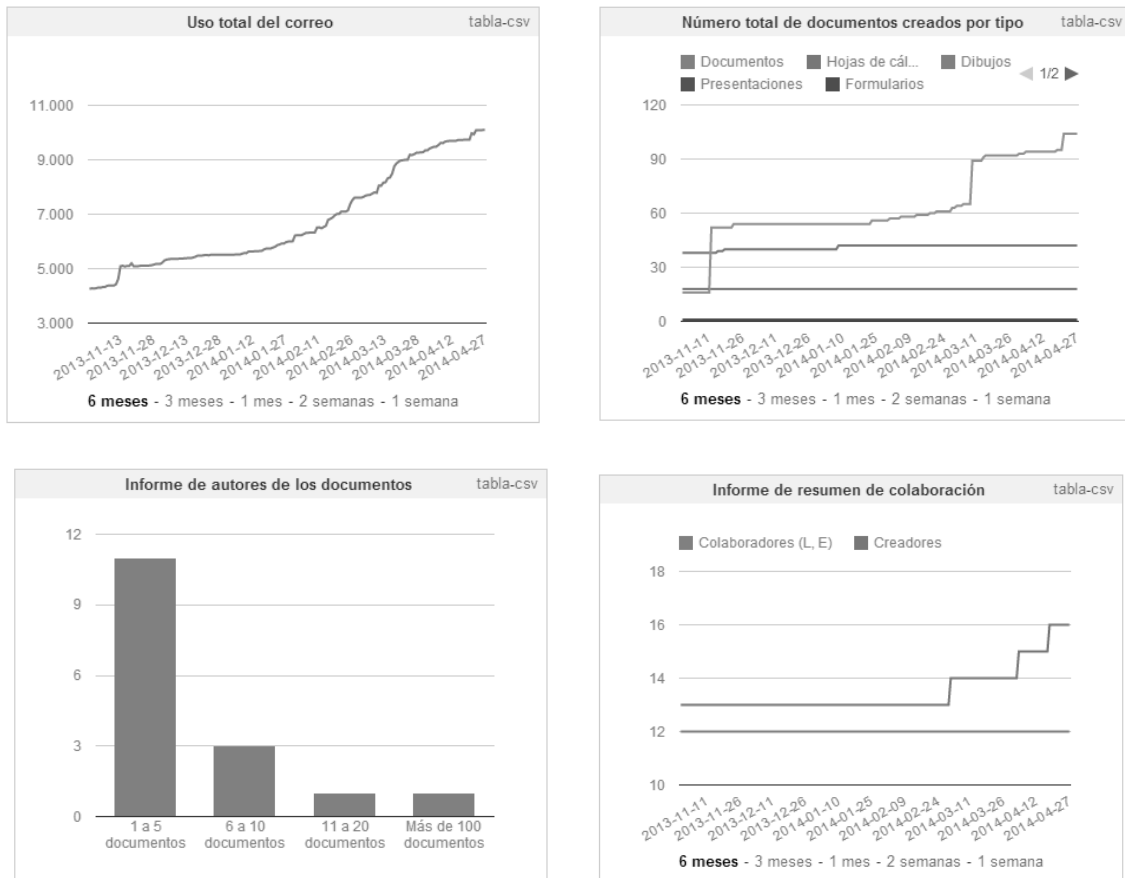 Uso total del correo
tabla-csv
11.000
9.000
7.000
5.000
3.000
2013-11-13
2013-11-28
2013-12-13
2013-12-28
2014-01-12
2014-01-27
2014-02-11
2014-02-26
2014-03-13
2014-03-28
2014-04-12
2014-04-27
6 meses - 3 meses - 1 mes - 2 semanas - 1 semana
Número total de documentos creados por tipo
tabla-csv
Documentos Hojas de cál... Dibujos
1/2
Presentaciones Formularios
120
90
60
30
0
2013-11-11
2013-11-26
2013-12-11
2013-12-26
2014-01-10
2014-01-25
2014-02-09
2014-02-24
2014-03-11
2014-03-26
2014-04-12
2014-04-27
6 meses - 3 meses - 1 mes - 2 semanas - 1 semana
Informe de autores de los documentos
tabla-csv
12
9
6
3
0
1 a 5
documentos
6 a 10
documentos
11 a 20
documentos
Más de 100
documentos
Informe de resumen de colaboración
tabla-csv
Colaboradores (L, E) Creadores
18
16
14
12
10
2013-11-11
2013-11-26
2013-12-11
2013-12-26
2014-01-10
2014-01-25
2014-02-09
2014-02-24
2014-03-11
2014-03-26
2014-04-12
2014-04-27
6 meses - 3 meses - 1 mes - 2 semanas - 1 semana